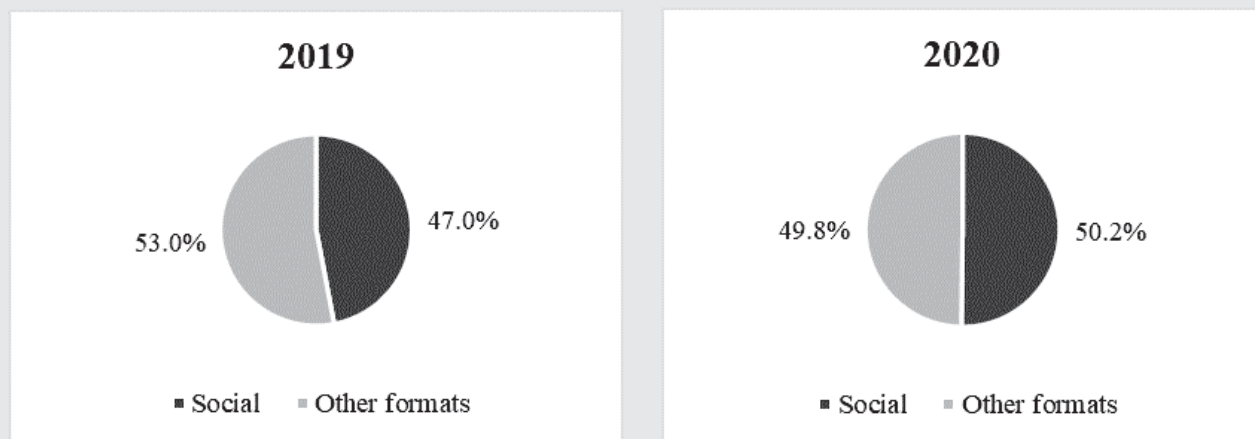 2019
53.0%
47.0%
Social
Other formats
2020
49.8%
50.2%
Social
Other formats